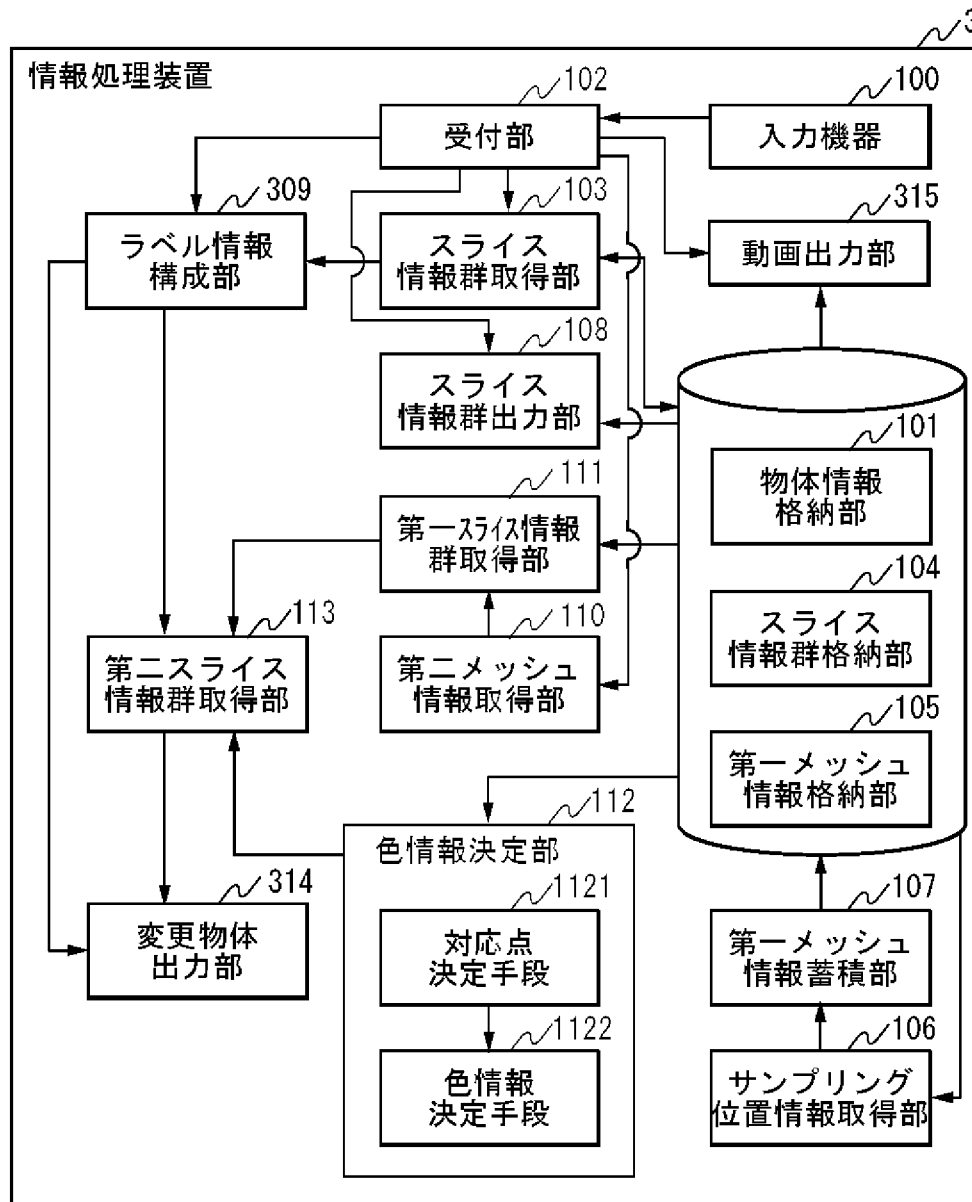 3
情報処理装置
102
100
受付部
入力機器
309
103
315
ラベル情報
構成部
スライス
情報群取得部
動画出力部
108
スライス
情報群出力部
101
物体情報
格納部
111
第一スライス情報
群取得部
104
スライス
情報群格納部
113
110
第二スライス
情報群取得部
第二メッシュ
情報取得部
105
第一メッシュ
情報格納部
112
色情報決定部
314
変更物体
出力部
1121
対応点
決定手段
107
第一メッシュ
情報蓄積部
1122
色情報
決定手段
106
サンプリング
位置情報取得部